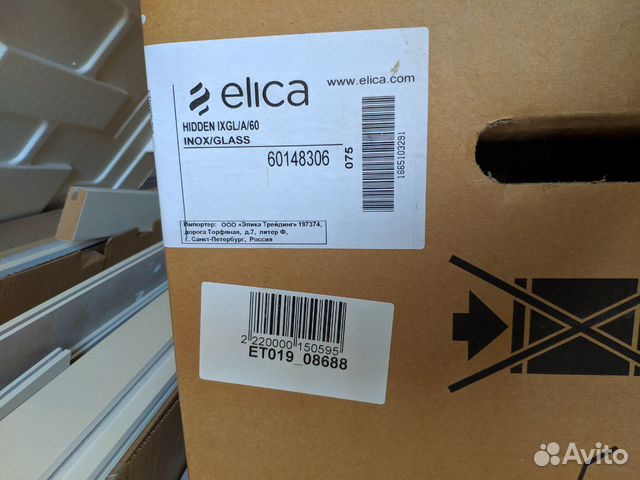 elica
www.elica.com
HIDDEN IXGL/A/60
INOX/GLASS
60148306
075
1665103291
Импортер: ООО «Элика Трейдинг» 197374,
дорога Торфяная, д.7, литер Ф,
г. Санкт-Петербург, Россия
2 220000 150595
ET019_08688
Avito